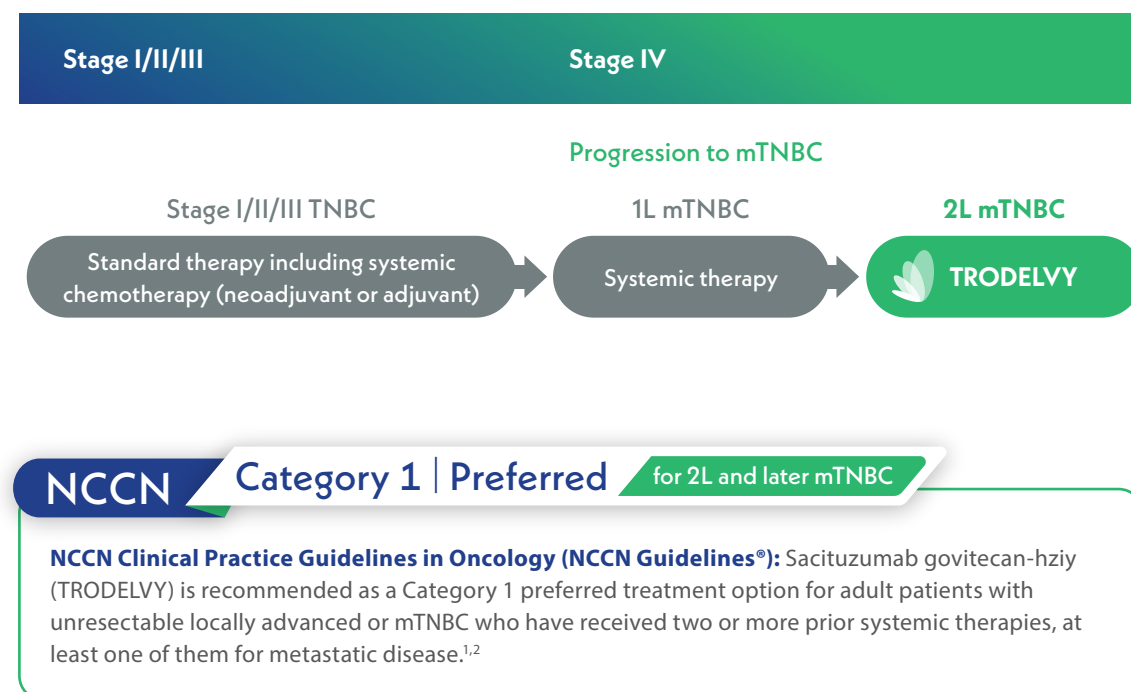 Stage I/II/III
Stage IV
Progression to mTNBC
Stage I/II/III TNBC
1L mTNBC
2L mTNBC
Standard therapy including systemic
chemotherapy (neoadjuvant or adjuvant)
Systemic therapy
TRODELVY
NCCN
Category 1 | Preferred
for 2L and later mTNBC
NCCN Clinical Practice Guidelines in Oncology (NCCN Guidelines®): Sacituzumab govitecan-hziy
(TRODELVY) is recommended as a Category 1 preferred treatment option for adult patients with
unresectable locally advanced or mTNBC who have received two or more prior systemic therapies, at
least one of them for metastatic disease.1,2